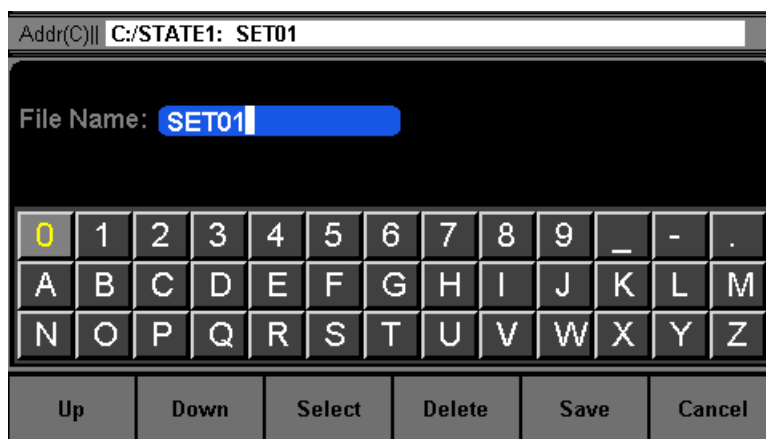 Addr(C)|| C:/STATE1: SET01
File Name: SET01
0 1 2 3 4 5 6 7 8 9 _ - .
A B C D E F G H I J K L M
N O P Q R S T U V W X Y Z
Up Down Select Delete Save Cancel